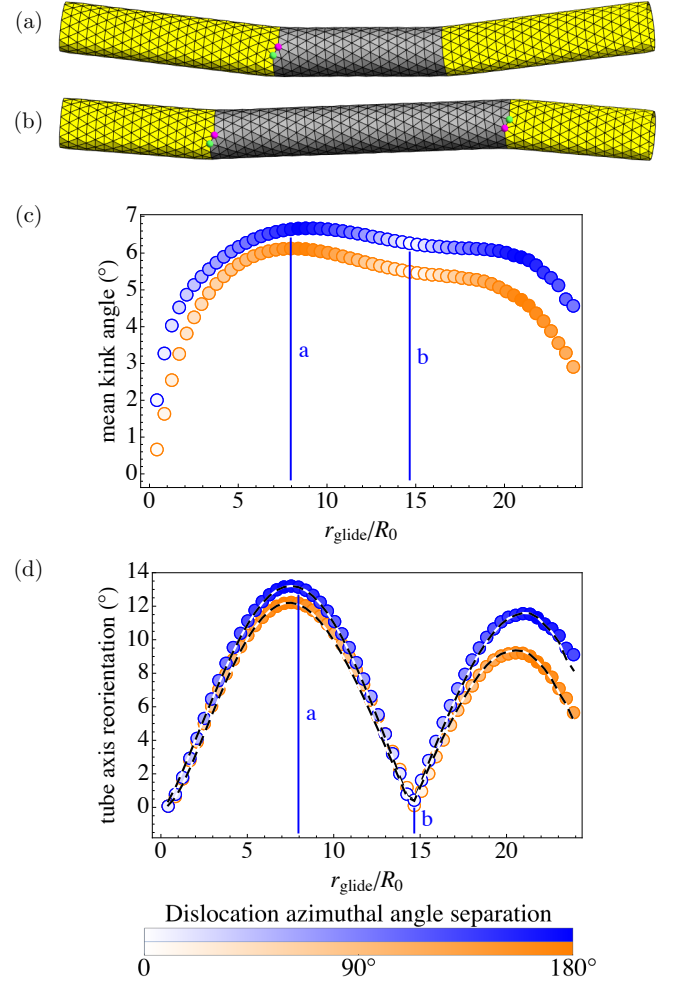 (a)
(b)
(c)
7
6
5
4
3
2
1
0
mean kink angle (°)
a
b
0 5 10 15 20
r_glide/R_0
(d)
14
12
10
8
6
4
2
0
tube axis reorientation (°)
a
b
0 5 10 15 20
r_glide/R_0
Dislocation azimuthal angle separation
0 90° 180°